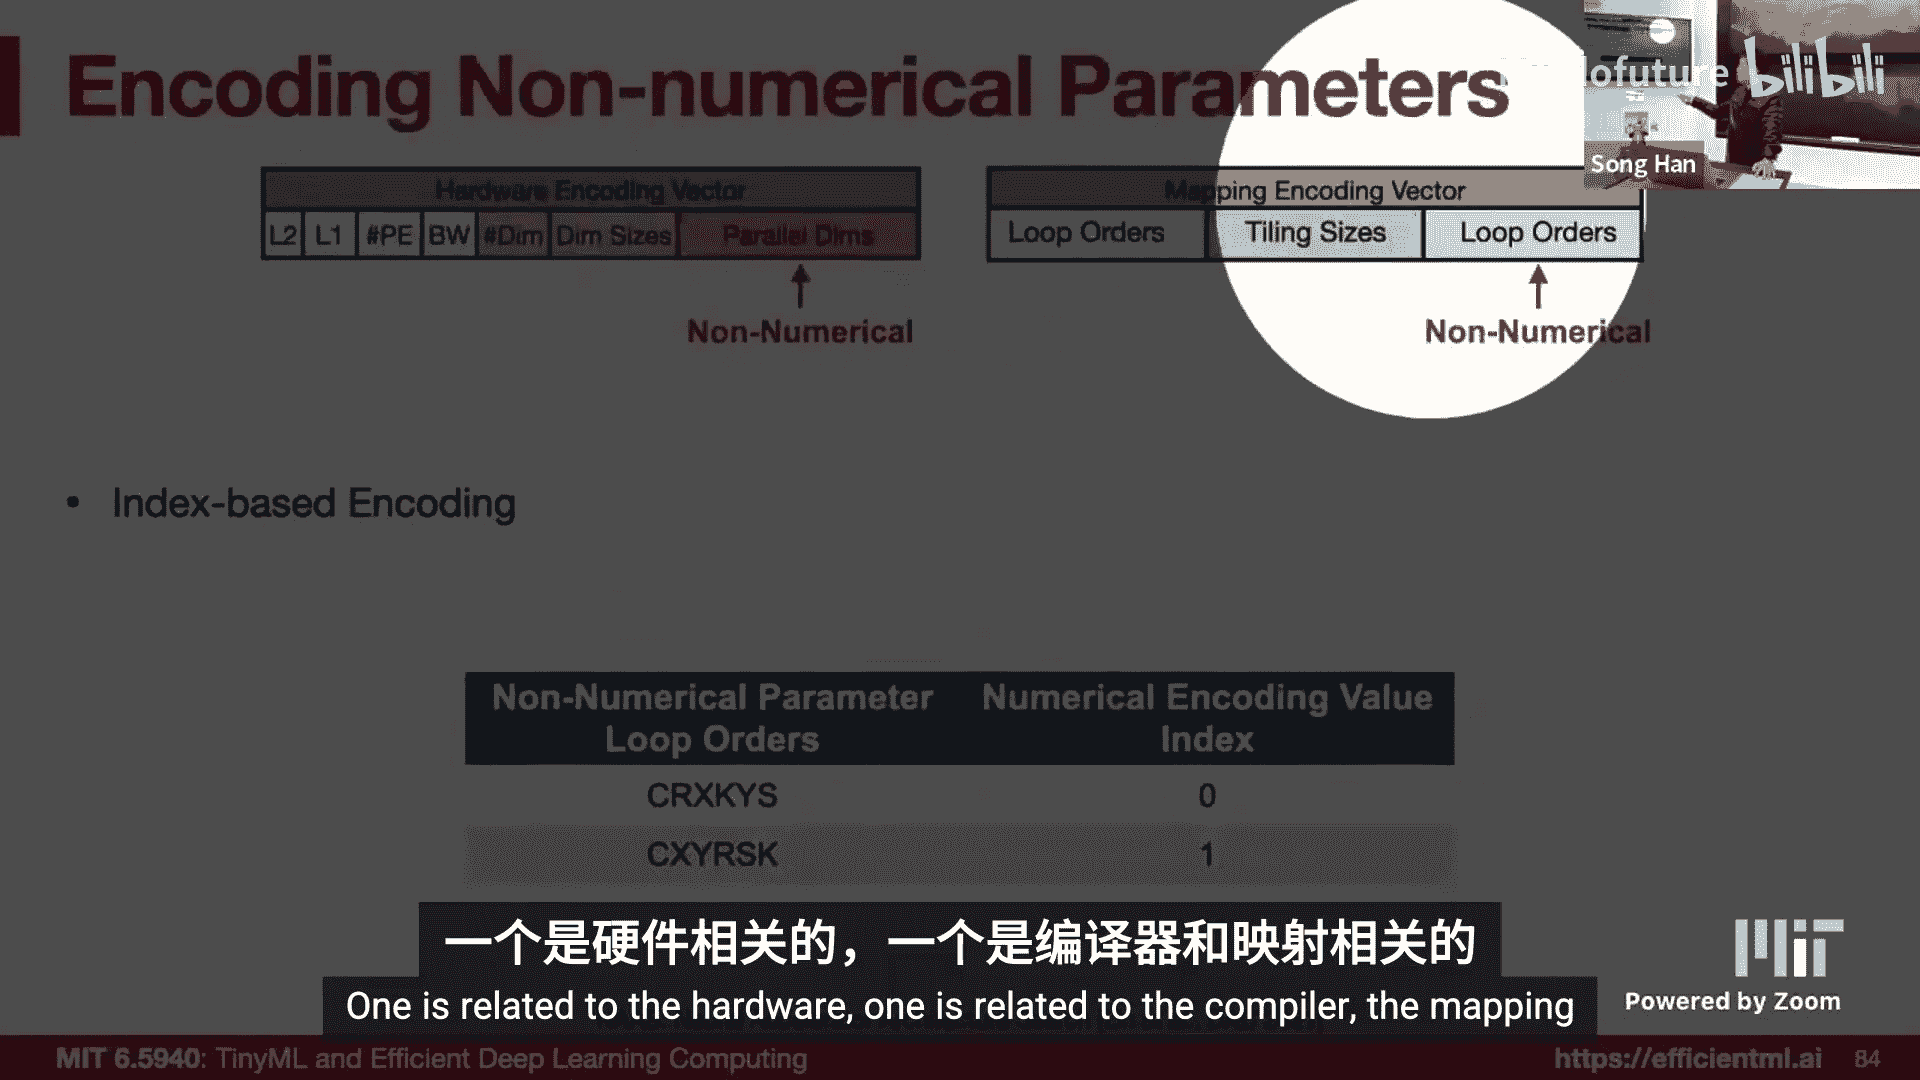 Encoding Non-numerical Parameters
lofuture bilibili
Song Han
Hardware Encoding Vector
L2 L1 #PE BW #Dim Dim Sizes Parallel Dims
Non-Numerical
Mapping Encoding Vector
Loop Orders Tiling Sizes Loop Orders
Non-Numerical
• Index-based Encoding
Non-Numerical Parameter Loop Orders
Numerical Encoding Value Index
CRXKYS 0
CXYRSK 1
一个是硬件相关的，一个是编译器和映射相关的
One is related to the hardware, one is related to the compiler, the mapping
MIT
Powered by Zoom
MIT 6.5940: TinyML and Efficient Deep Learning Computing
https://efficientml.ai 84